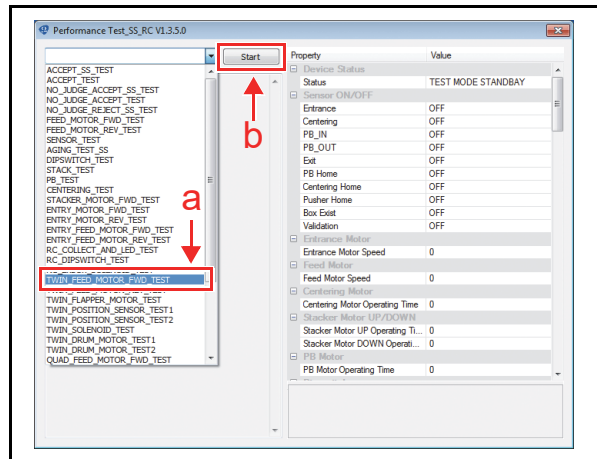 Performance Test_SS_RC V1.3.5.0
Start
b
ACCEPT_SS_TEST
ACCEPT_TEST
NO_JUDGE_ACCEPT_SS_TEST
NO_JUDGE_ACCEPT_TEST
NO_JUDGE_REJECT_SS_TEST
FEED_MOTOR_FWD_TEST
FEED_MOTOR_REV_TEST
SENSOR_TEST
AGING_TEST_SS
DIPSWITCH_TEST
STACK_TEST
PB_TEST
CENTERING_TEST
STACKER_MOTOR_FWD_TEST
ENTRY_MOTOR_FWD_TEST
ENTRY_MOTOR_REV_TEST
ENTRY_FEED_MOTOR_FWD_TEST
ENTRY_FEED_MOTOR_REV_TEST
RC_COLLECT_AND_LED_TEST
RC_DIPSWITCH_TEST
a
TWIN_FEED_MOTOR_FWD_TEST
TWIN_FLAPPER_MOTOR_TEST
TWIN_POSITION_SENSOR_TEST1
TWIN_POSITION_SENSOR_TEST2
TWIN_SOLENOID_TEST
TWIN_DRUM_MOTOR_TEST1
TWIN_DRUM_MOTOR_TEST2
QUAD_FEED_MOTOR_FWD_TEST
Property Value
Device Status
Status TEST MODE STANDBAY
Sensor ON/OFF
Entrance OFF
Centering OFF
PB_IN OFF
PB_OUT OFF
Exit OFF
PB Home OFF
Centering Home OFF
Pusher Home OFF
Box Exist OFF
Validation OFF
Entrance Motor
Entrance Motor Speed 0
Feed Motor
Feed Motor Speed 0
Centering Motor
Centering Motor Operating Time 0
Stacker Motor UP/DOWN
Stacker Motor UP Operating Ti... 0
Stacker Motor DOWN Operati... 0
PB Motor
PB Motor Operating Time 0